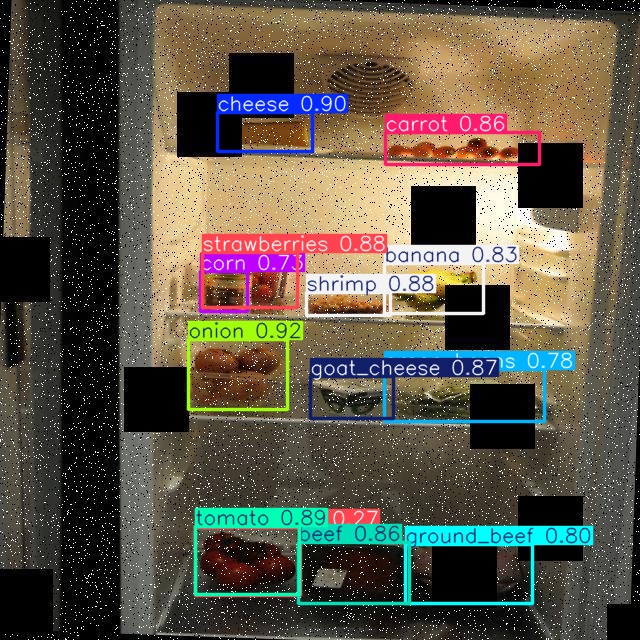 cheese 0.90
carrot 0.86
strawberries 0.88
corn 0.73
banana 0.83
shrimp 0.88
onion 0.92
goat_cheese 0.87
ns 0.78
tomato 0.89
0.27
beef 0.86
ground_beef 0.80